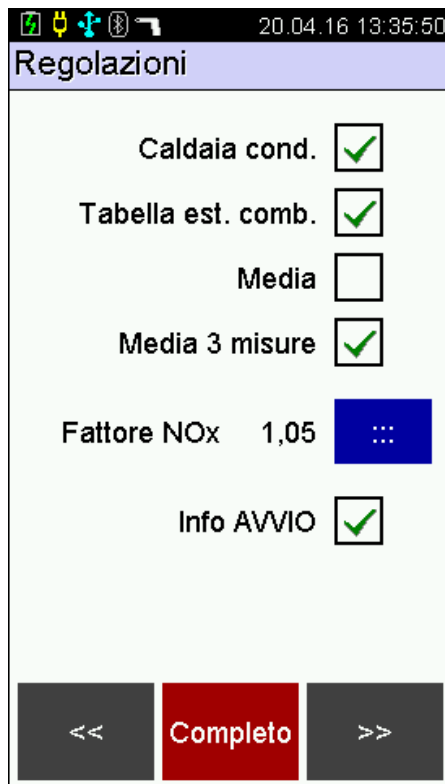 20.04.16 13:35:50
Regolazioni
Caldaia cond.
Tabella est. comb.
Media
Media 3 misure
Fattore NOx 1,05 :::
Info AVVIO
<< Completo >>